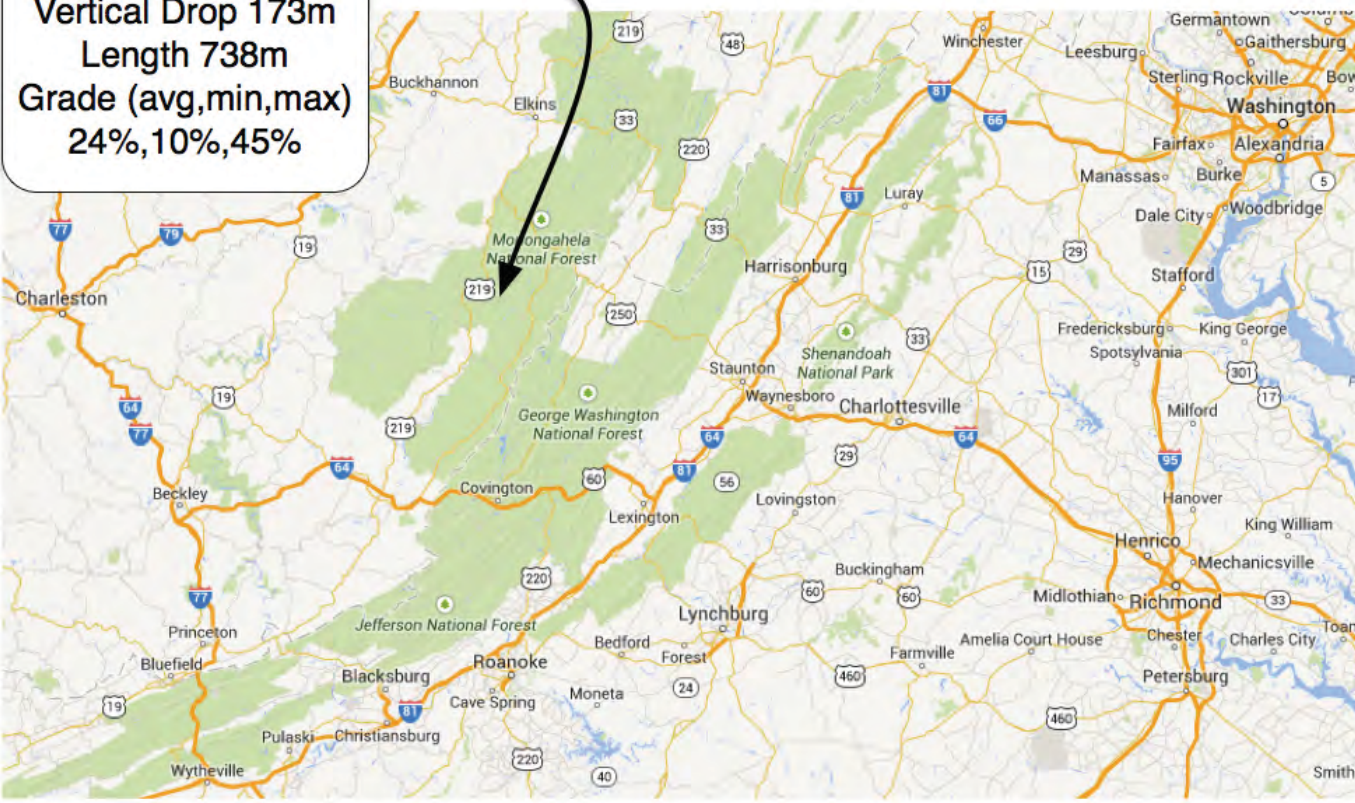 Vertical Drop 173m
Length 738m
Grade (avg,min,max)
24%,10%,45%
219
48
Winchester
Germantown
Leesburg
Gaithersburg
Buckhannon
Elkins
81
Sterling
Rockville
Bow
33
66
Washington
220
Fairfax
Alexandria
Manassas
Burke
5
81
Luray
77
79
19
Dale City
Woodbridge
33
Monongahela
National Forest
29
15
Harrisonburg
Stafford
219
Charleston
250
Fredericksburg
King George
33
Spotsylvania
Shenandoah
National Park
Staunton
301
17
19
Waynesboro
Charlottesville
64
George Washington
National Forest
Milford
77
219
64
64
29
95
64
81
60
56
Covington
Beckley
Lovingston
Hanover
Lexington
King William
Henrico
Mechanicsville
220
Buckingham
77
60
60
Midlothian
Richmond
33
Jefferson National Forest
Lynchburg
Princeton
Bedford
Forest
Amelia Court House
Chester
Charles City
Toan
Farmville
Bluefield
Roanoke
Blacksburg
460
Petersburg
24
Cave Spring
Moneta
19
81
460
Pulaski
Christiansburg
220
40
Wytheville
Smith